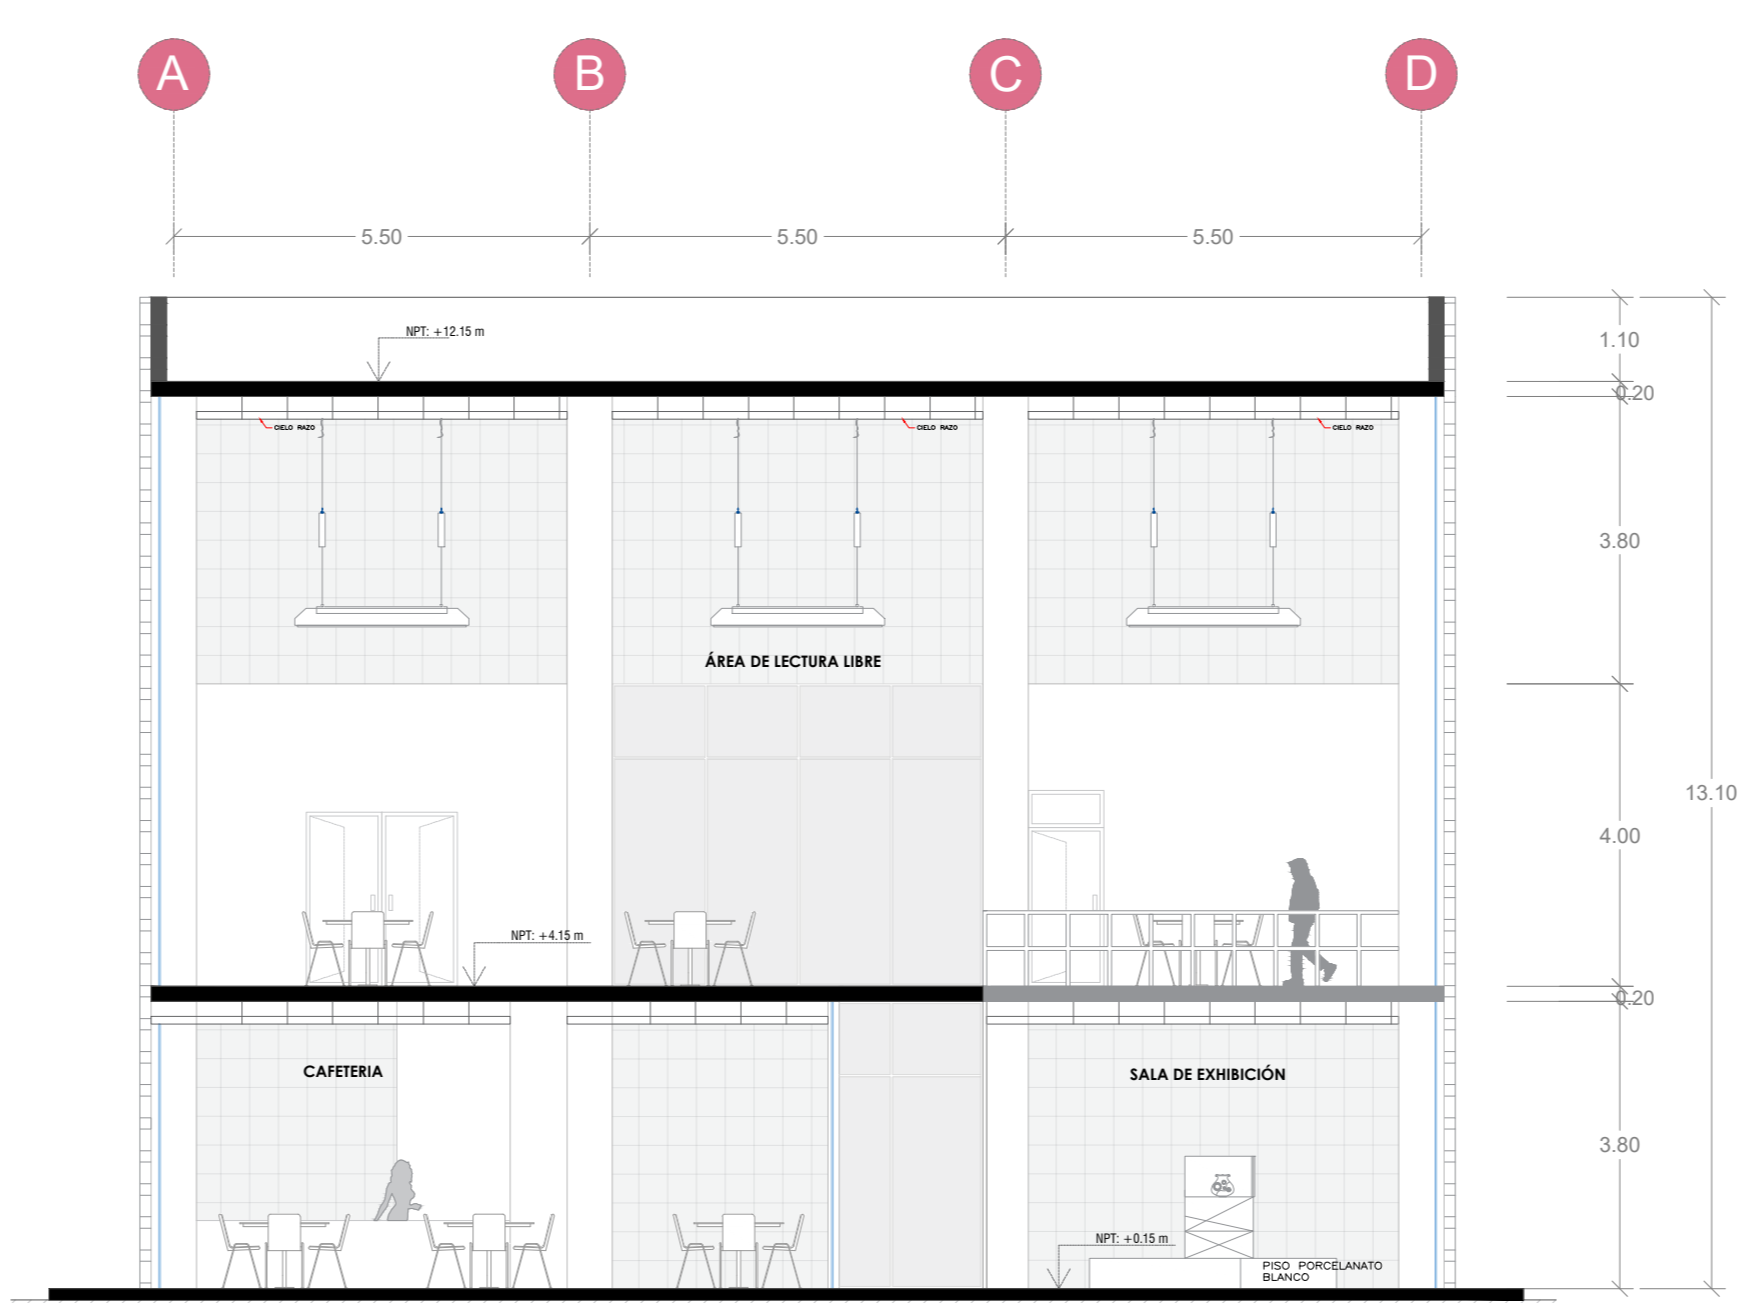 A
B
C
D
5.50
5.50
5.50
NPT: +12.15 m
1.10
0.20
CIELO RAZO
CIELO RAZO
CIELO RAZO
3.80
ÁREA DE LECTURA LIBRE
13.10
4.00
NPT: +4.15 m
0.20
CAFETERIA
SALA DE EXHIBICIÓN
3.80
NPT: +0.15 m
PISO PORCELANATO
BLANCO